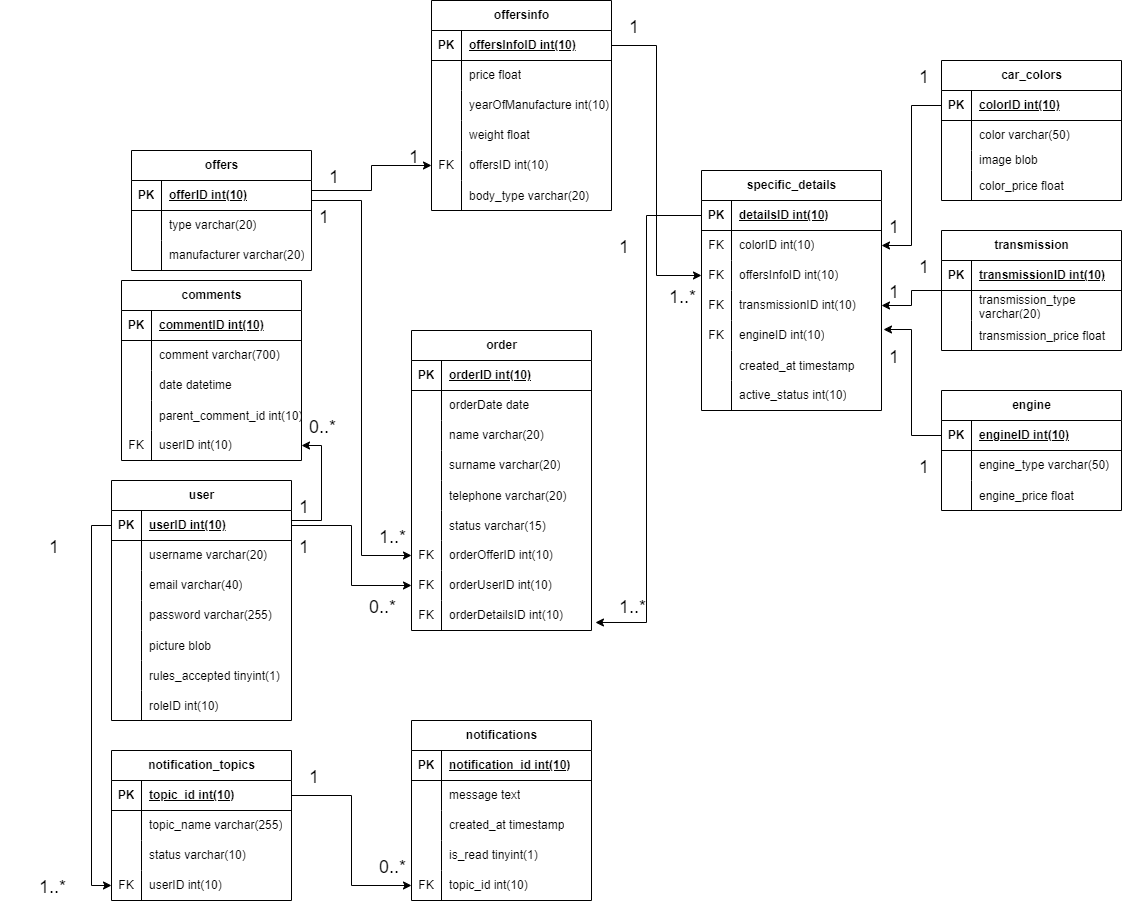 offersinfo
PK offersInfoID int(10)
price float
yearOfManufacture int(10)
weight float
FK offersID int(10)
body_type varchar(20)
1
1
car_colors
PK colorID int(10)
color varchar(50)
image blob
color_price float
1
offers
PK offerID int(10)
type varchar(20)
manufacturer varchar(20)
1
1
1
specific_details
PK detailsID int(10)
FK colorID int(10)
FK offersInfoID int(10)
FK transmissionID int(10)
FK engineID int(10)
created_at timestamp
active_status int(10)
1
1..*
1
1
1
transmission
PK transmissionID int(10)
transmission_type
varchar(20)
transmission_price float
1
comments
PK commentID int(10)
comment varchar(700)
date datetime
parent_comment_id int(10)
FK userID int(10)
0..*
order
PK orderID int(10)
orderDate date
name varchar(20)
surname varchar(20)
telephone varchar(20)
status varchar(15)
FK orderOfferID int(10)
FK orderUserID int(10)
FK orderDetailsID int(10)
1..*
0..*
1..*
engine
PK engineID int(10)
engine_type varchar(50)
engine_price float
1
user
PK userID int(10)
username varchar(20)
email varchar(40)
password varchar(255)
picture blob
rules_accepted tinyint(1)
roleID int(10)
1
1
notification_topics
PK topic_id int(10)
topic_name varchar(255)
status varchar(10)
FK userID int(10)
1..*
1
notifications
PK notification_id int(10)
message text
created_at timestamp
is_read tinyint(1)
FK topic_id int(10)
0..*